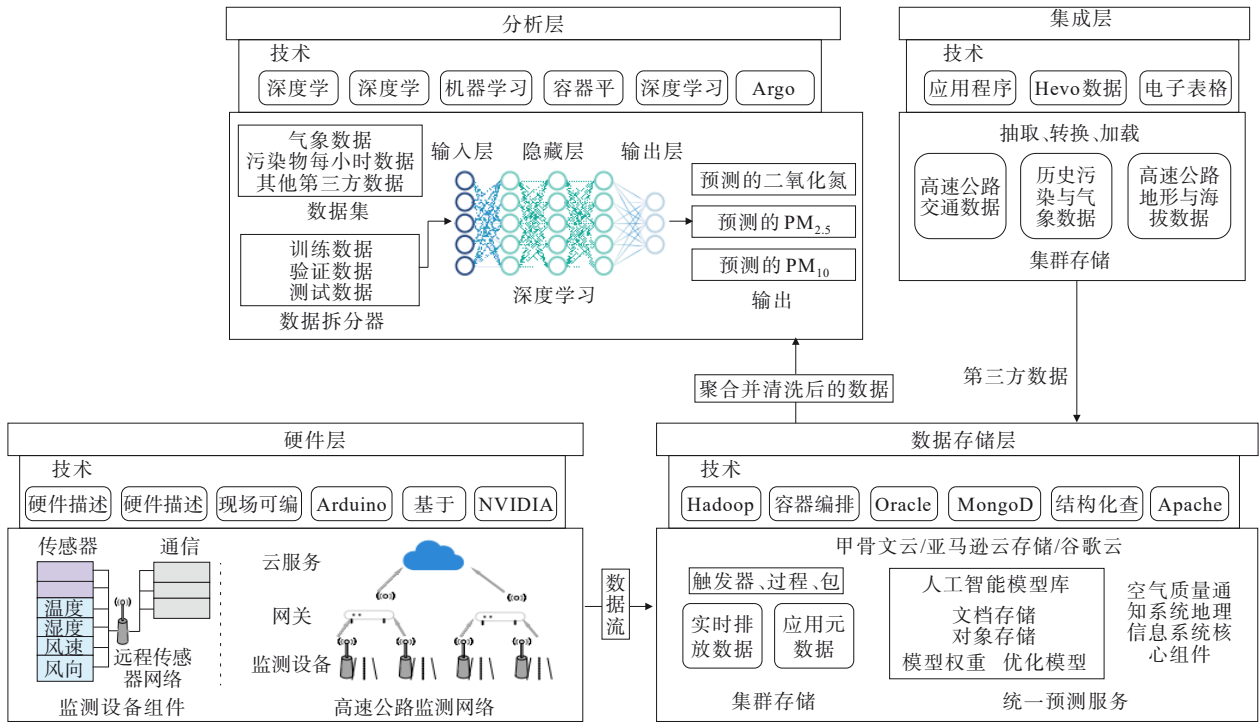 分析层
技术
深度学
深度学
机器学习
容器平
深度学习
Argo
气象数据
污染物每小时数据
其他第三方数据
数据集
训练数据
验证数据
测试数据
数据拆分器
输入层
隐藏层
输出层
深度学习
预测的二氧化氮
预测的PM2.5
预测的PM10
输出
集成层
技术
应用程序
Hevo数据
电子表格
抽取、转换、加载
高速公路
交通数据
历史污
染与气
象数据
高速公路
地形与海
拔数据
集群存储
聚合并清洗后的数据
第三方数据
硬件层
技术
硬件描述
硬件描述
现场可编
Arduino
基于
NVIDIA
传感器
通信
温度
湿度
风速
风向
远程传感
器网络
监测设备组件
云服务
网关
监测设备
高速公路监测网络
数据流
数据存储层
技术
Hadoop
容器编排
Oracle
MongoD
结构化查
Apache
甲骨文云/亚马逊云存储/谷歌云
触发器、过程、包
实时排
放数据
应用元
数据
集群存储
人工智能模型库
文档存储
对象存储
模型权重 优化模型
空气质量通
知系统地理
信息系统核
心组件
统一预测服务